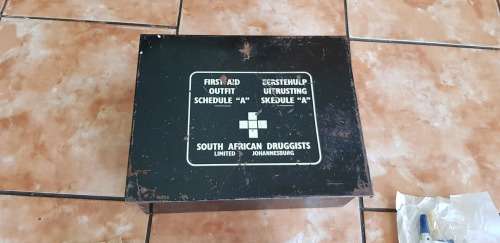 FIRST AID EERSTEHULP
OUTFIT UITRUSTING
SCHEDULE "A" SKEDULE "A"
SOUTH AFRICAN DRUGGISTS
LIMITED JOHANNESBURG